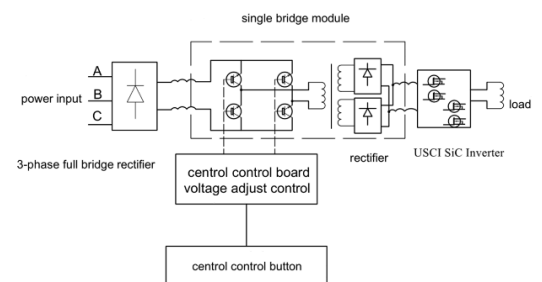 single bridge module
A
power input
B
C
load
3-phase full bridge rectifier
rectifier
USCI SiC Inverter
centrol control board
voltage adjust control
centrol control button